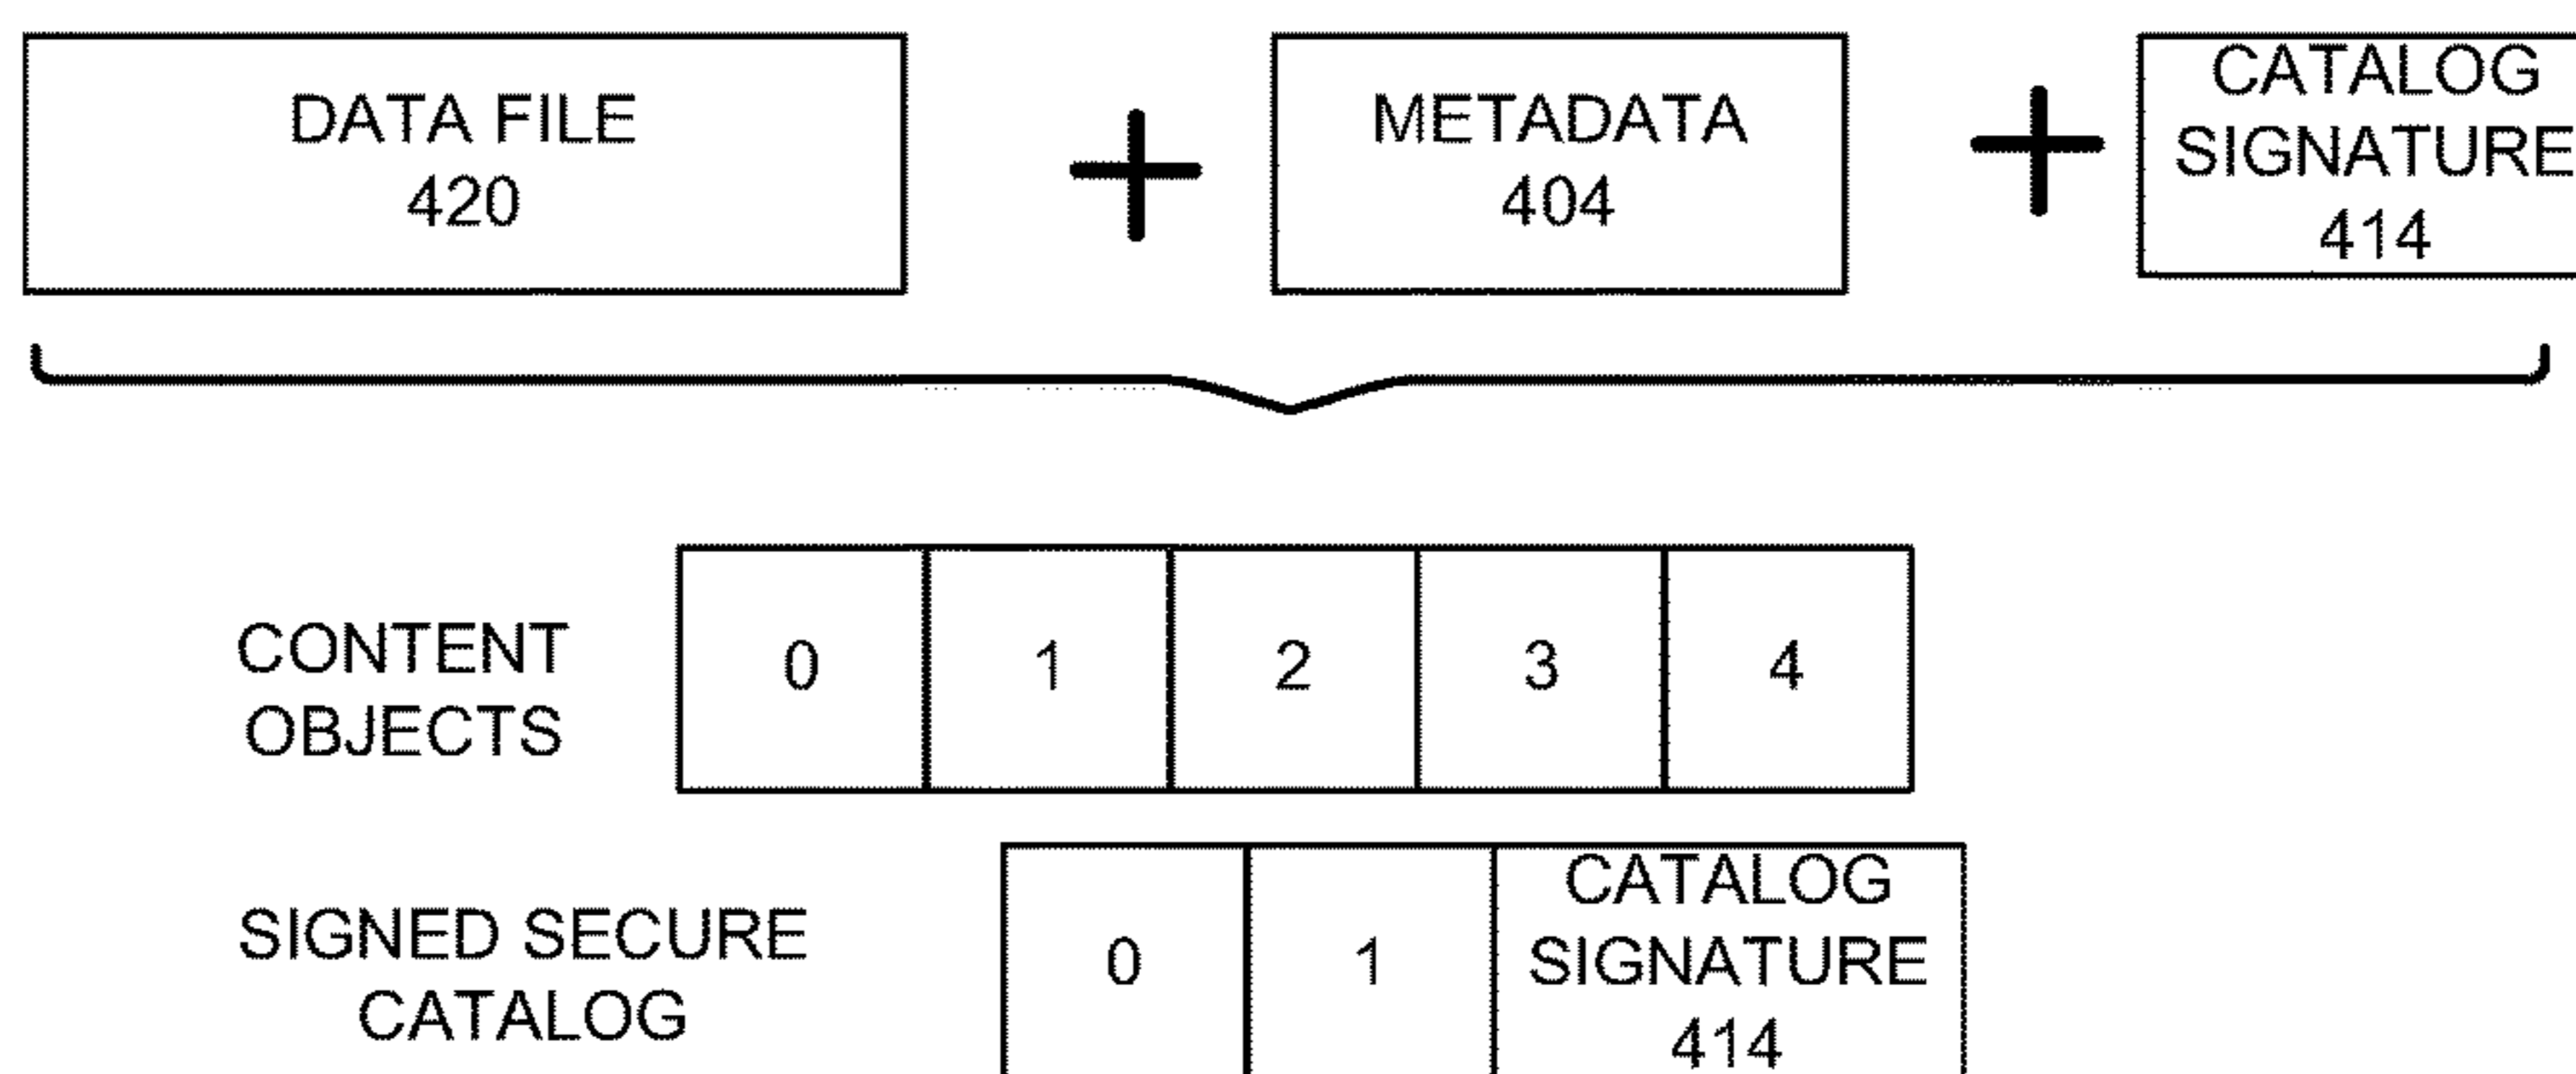 DATA FILE
420
METADATA
404
CATALOG
SIGNATURE
414
CONTENT
OBJECTS
0 1 2 3 4
SIGNED SECURE
CATALOG
0 1
CATALOG
SIGNATURE
414